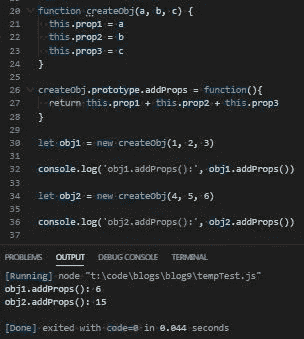 20 function createObj(a, b, c) {
21 this.prop1 = a
22 this.prop2 = b
23 this.prop3 = c
24 }
25
26 createObj.prototype.addProps = function(){
27 return this.prop1 + this.prop2 + this.prop3
28 }
29
30 let obj1 = new createObj(1, 2, 3)
31
32 console.log('obj1.addProps():', obj1.addProps())
33
34 let obj2 = new createObj(4, 5, 6)
35
36 console.log('obj2.addProps():', obj2.addProps())
37
PROBLEMS OUTPUT DEBUG CONSOLE TERMINAL
[Running] node "t:\code\blogs\blog9\tempTest.js"
obj1.addProps(): 6
obj2.addProps(): 15
[Done] exited with code=0 in 0.044 seconds